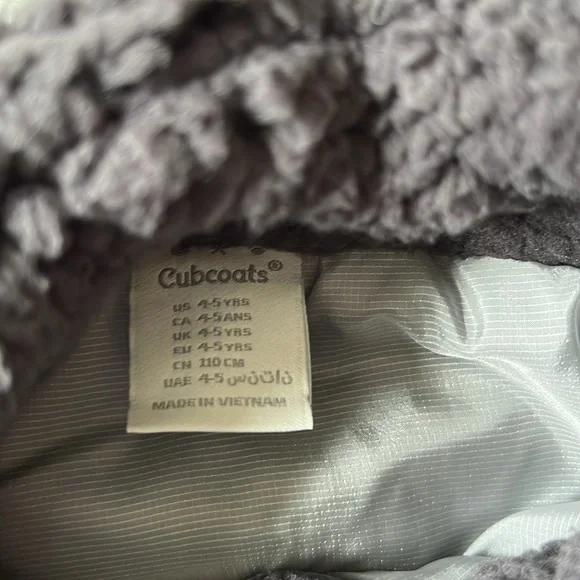 Cubcoats®
US 4-5 YRS
CA 4-5 ANS
UK 4-5 YRS
EU 4-5 YRS
CN 110 CM
UAE 4-5
MADE IN VIETNAM